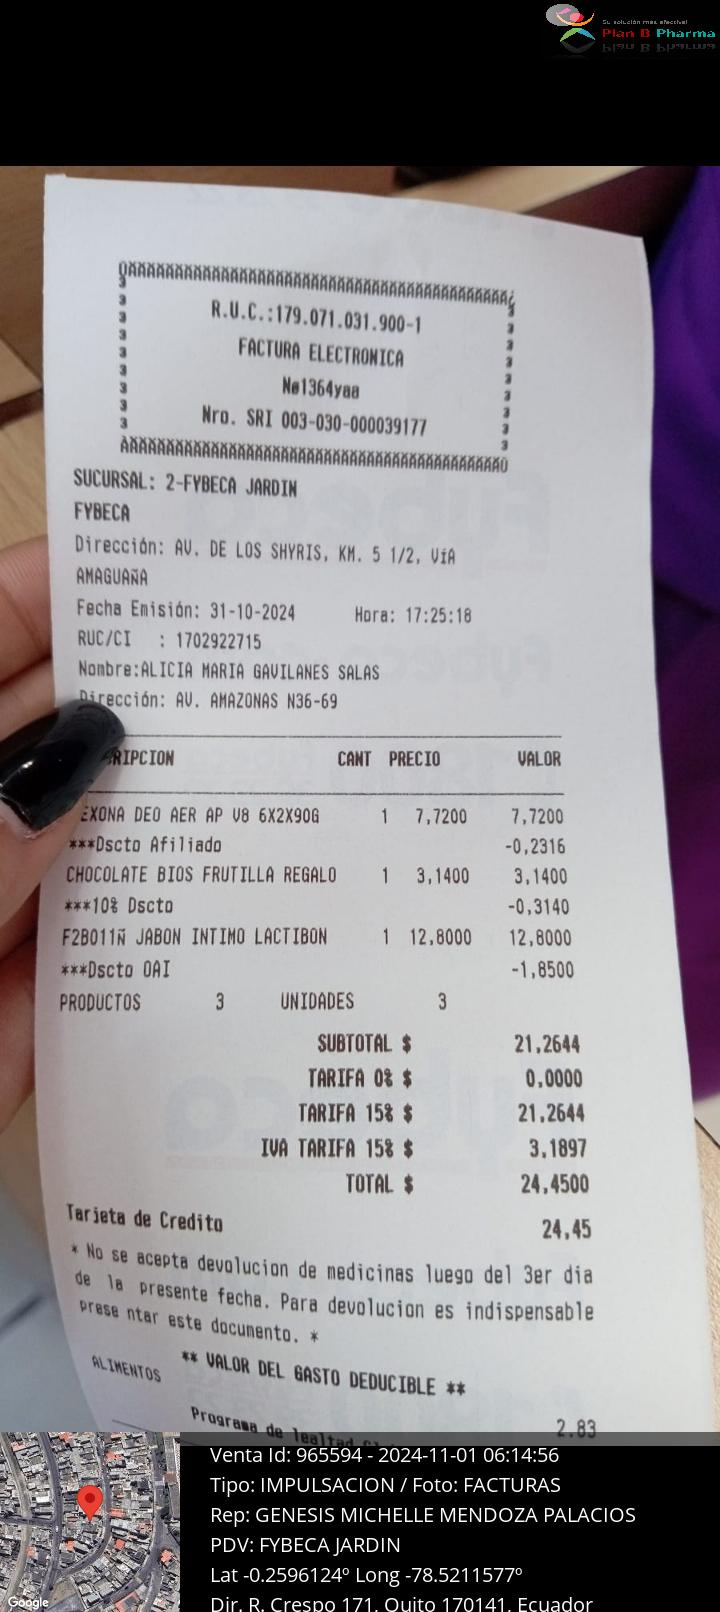 Su solución más efectiva!
Plan B Pharma
R.U.C.:179.071.031.900-1
FACTURA ELECTRONICA
Nø1364yaa
Nro. SRI 003-030-000039177
SUCURSAL: 2-FYBECA JARDIN
FYBECA
Dirección: AV. DE LOS SHYRIS, KM. 5 1/2, VíA
AMAGUAñA
Fecha Emisión: 31-10-2024 Hora: 17:25:18
RUC/CI : 1702922715
Nombre:ALICIA MARIA GAVILANES SALAS
Dirección: AV. AMAZONAS N36-69
RIPCION CANT PRECIO VALOR
EXONA DEO AER AP V8 6X2X90G 1 7,7200 7,7200
***Dscto Afiliado -0,2316
CHOCOLATE BIOS FRUTILLA REGALO 1 3,1400 3,1400
***10% Dscto -0,3140
F2B011Ñ JABON INTIMO LACTIBON 1 12,8000 12,8000
***Dscto OAI -1,8500
PRODUCTOS 3 UNIDADES 3
SUBTOTAL $ 21,2644
TARIFA 0% $ 0,0000
TARIFA 15% $ 21,2644
IVA TARIFA 15% $ 3,1897
TOTAL $ 24,4500
Tarjeta de Credito 24,45
* No se acepta devolucion de medicinas luego del 3er dia
de la presente fecha. Para devolucion es indispensable
prese ntar este documento. *
** VALOR DEL GASTO DEDUCIBLE **
ALIMENTOS 2.83
Programa de lealtad
Venta Id: 965594 - 2024-11-01 06:14:56
Tipo: IMPULSACION / Foto: FACTURAS
Rep: GENESIS MICHELLE MENDOZA PALACIOS
PDV: FYBECA JARDIN
Lat -0.2596124º Long -78.5211577º
Dir. R. Crespo 171, Quito 170141, Ecuador
Google